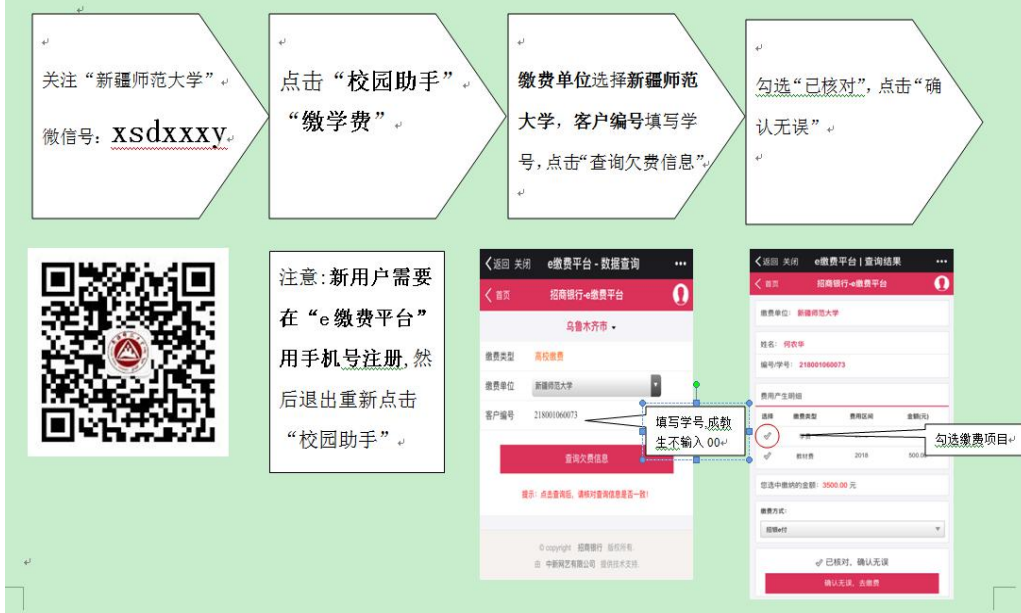 关注“新疆师范大学”
微信号：xsdxxxy
点击“校园助手”
“缴学费”
缴费单位选择新疆师范
大学，客户编号填写学
号，点击“查询欠费信息”
勾选“已核对”，点击“确
认无误”
注意:新用户需要
在“e缴费平台”
用手机号注册,然
后退出重新点击
“校园助手”
返回 关闭 e缴费平台 - 数据查询
首页 招商银行-e缴费平台
乌鲁木齐市
缴费类型 高校缴费
缴费单位 新疆师范大学
客户编号 218001060073
填写学号,成教
生不输入 00
查询欠费信息
提示：点击查询后，请核对查询信息是否一致！
© copyright 招商银行 版权所有.
由 中新网艺有限公司 提供技术支持.
返回 关闭 e缴费平台 | 查询结果
首页 招商银行-e缴费平台
缴费单位：新疆师范大学
姓名：何农华
编号/学号：218001060073
费用产生明细
选择 缴费类型 费用区间 金额(元)
学费
勾选缴费项目
教材费 2018 500.00
您选中缴纳的金额：3500.00 元
缴费方式：
招银e付
已核对，确认无误
确认无误，去缴费